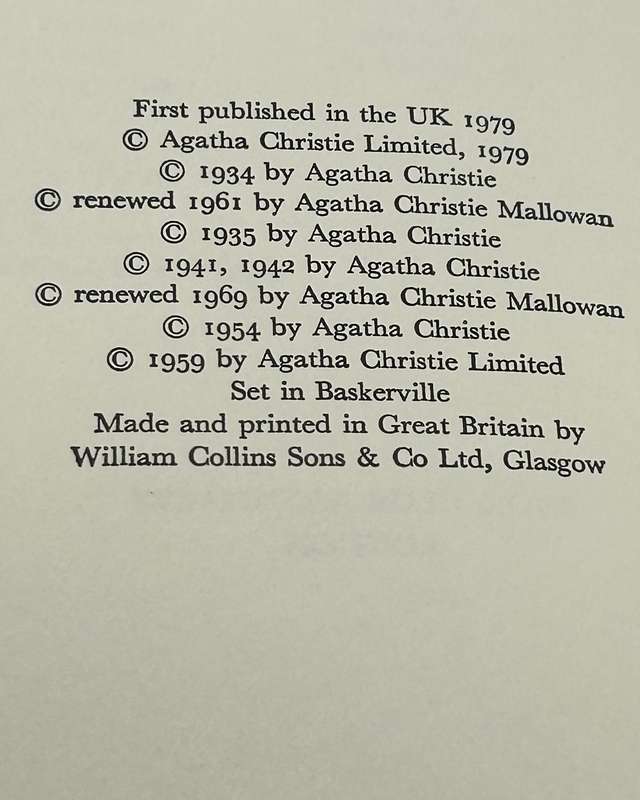 First published in the UK 1979
© Agatha Christie Limited, 1979
© 1934 by Agatha Christie
© renewed 1961 by Agatha Christie Mallowan
© 1935 by Agatha Christie
© 1941, 1942 by Agatha Christie
© renewed 1969 by Agatha Christie Mallowan
© 1954 by Agatha Christie
© 1959 by Agatha Christie Limited
Set in Baskerville
Made and printed in Great Britain by
William Collins Sons & Co Ltd, Glasgow